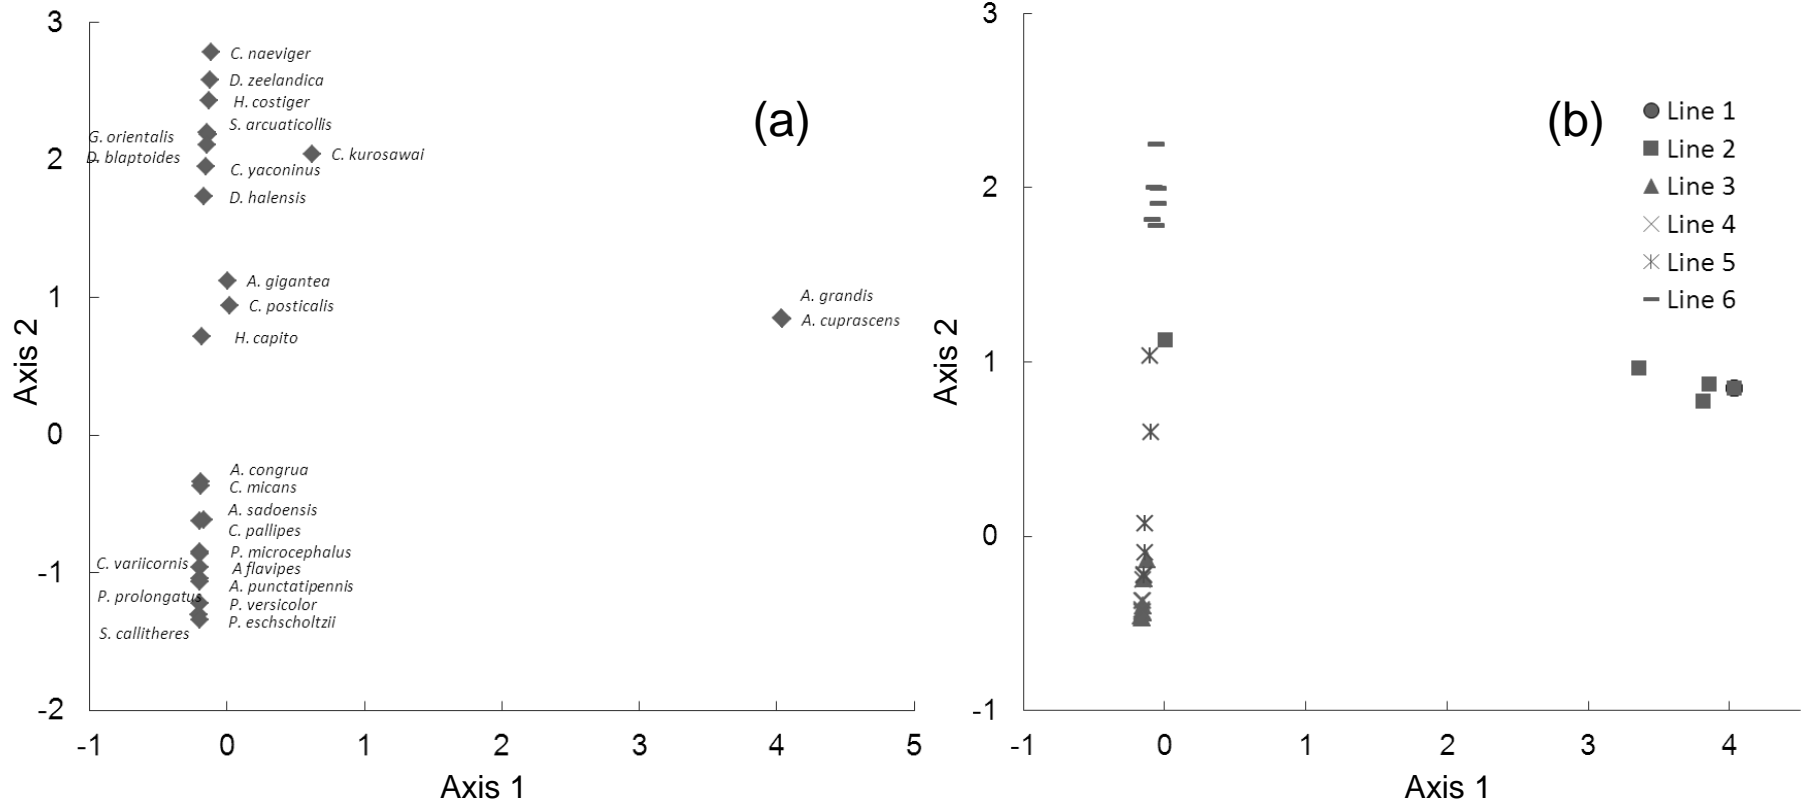 3
C. naeviger
D. zeelandica
H. costiger
S. arcuaticollis
G. orientalis
D. blaptoides
2
C. kurosawai
C. yaconinus
D. halensis
(a)
A. gigantea
1
C. posticalis
A. grandis
A. cuprascens
H. capito
Axis 2
0
A. congrua
C. micans
A. sadoensis
C. pallipes
P. microcephalus
C. variicornis
A flavipes
-1
A. punctatipennis
P. prolongatus
P. versicolor
P. eschscholtzii
S. callitheres
-2
-1 0 1 2 3 4 5
Axis 1
3
(b)
Line 1
Line 2
Line 3
Line 4
Line 5
Line 6
2
1
Axis 2
0
-1
-1 0 1 2 3 4
Axis 1